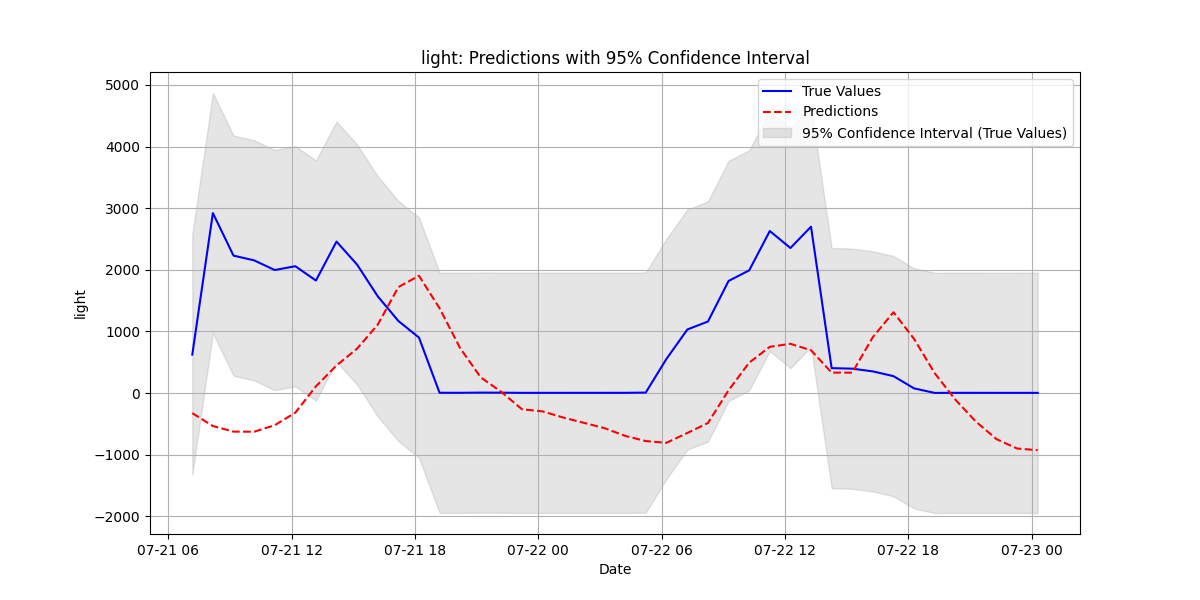 light: Predictions with 95% Confidence Interval
5000
4000
3000
2000
1000
0
−1000
−2000
light
True Values
Predictions
95% Confidence Interval (True Values)
07-21 06 07-21 12 07-21 18 07-22 00 07-22 06 07-22 12 07-22 18 07-23 00
Date